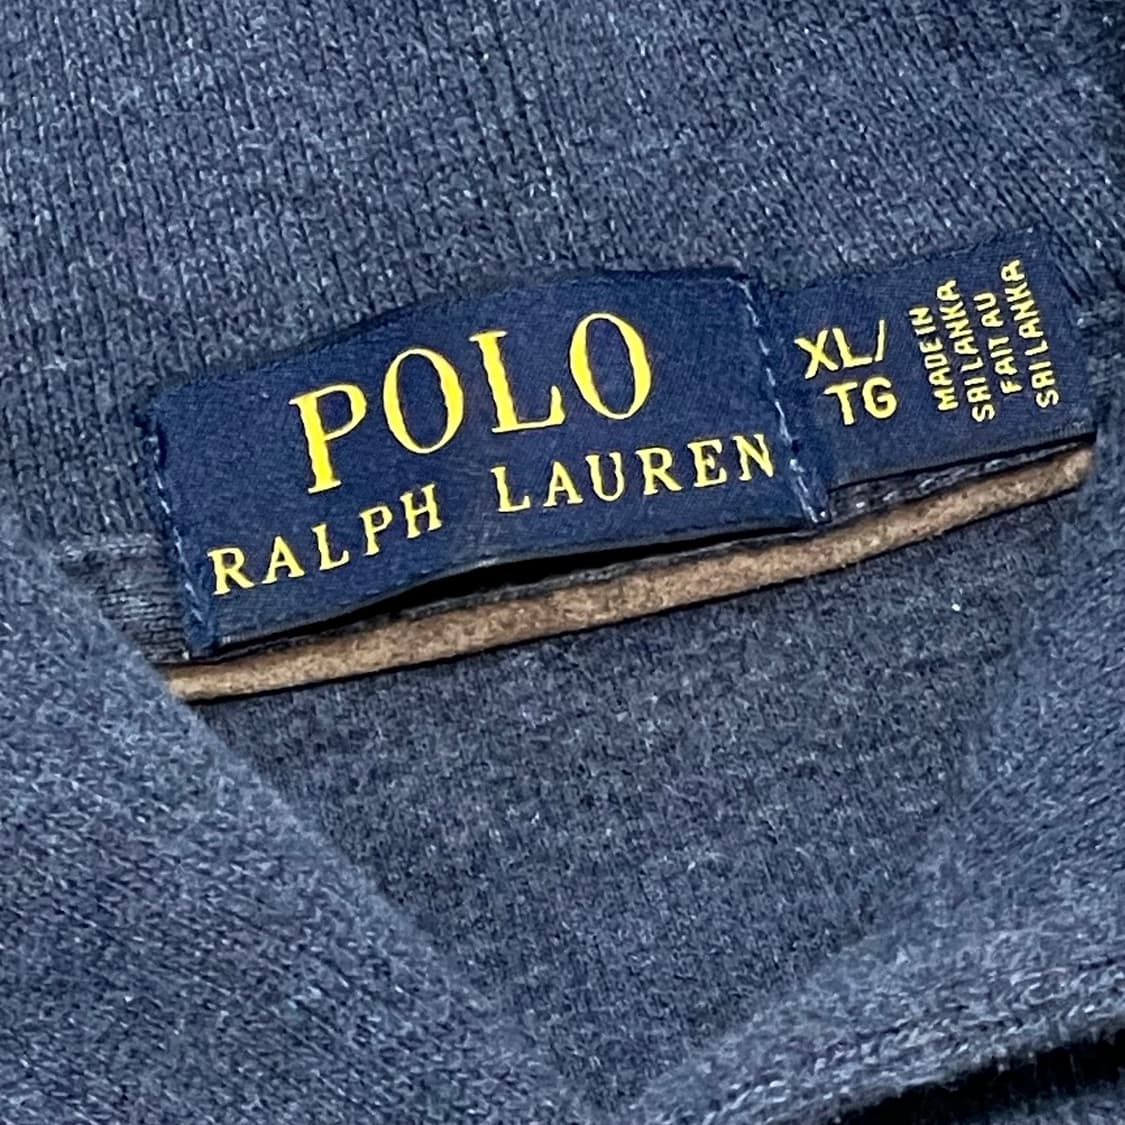 POLO
RALPH LAUREN
XL/
TG
MADE IN
SRI LANKA
FAIT AU
SRI LANKA